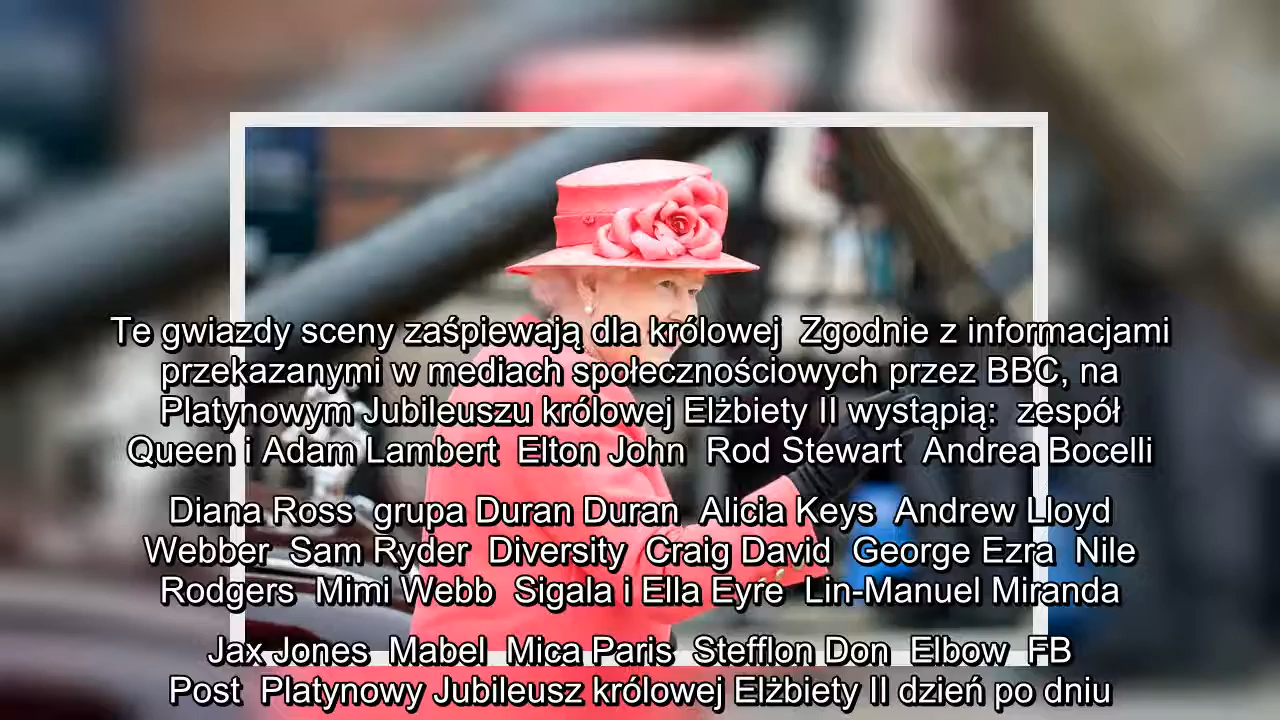 Te gwiazdy sceny zaśpiewają dla królowej  Zgodnie z informacjami
przekazanymi w mediach społecznościowych przez BBC, na
Platynowym Jubileuszu królowej Elżbiety II wystąpią:  zespół
Queen i Adam Lambert  Elton John  Rod Stewart  Andrea Bocelli
Diana Ross  grupa Duran Duran  Alicia Keys  Andrew Lloyd
Webber  Sam Ryder  Diversity  Craig David  George Ezra  Nile
Rodgers  Mimi Webb  Sigala i Ella Eyre  Lin-Manuel Miranda
Jax Jones  Mabel  Mica Paris  Stefflon Don  Elbow  FB
Post  Platynowy Jubileusz królowej Elżbiety II dzień po dniu